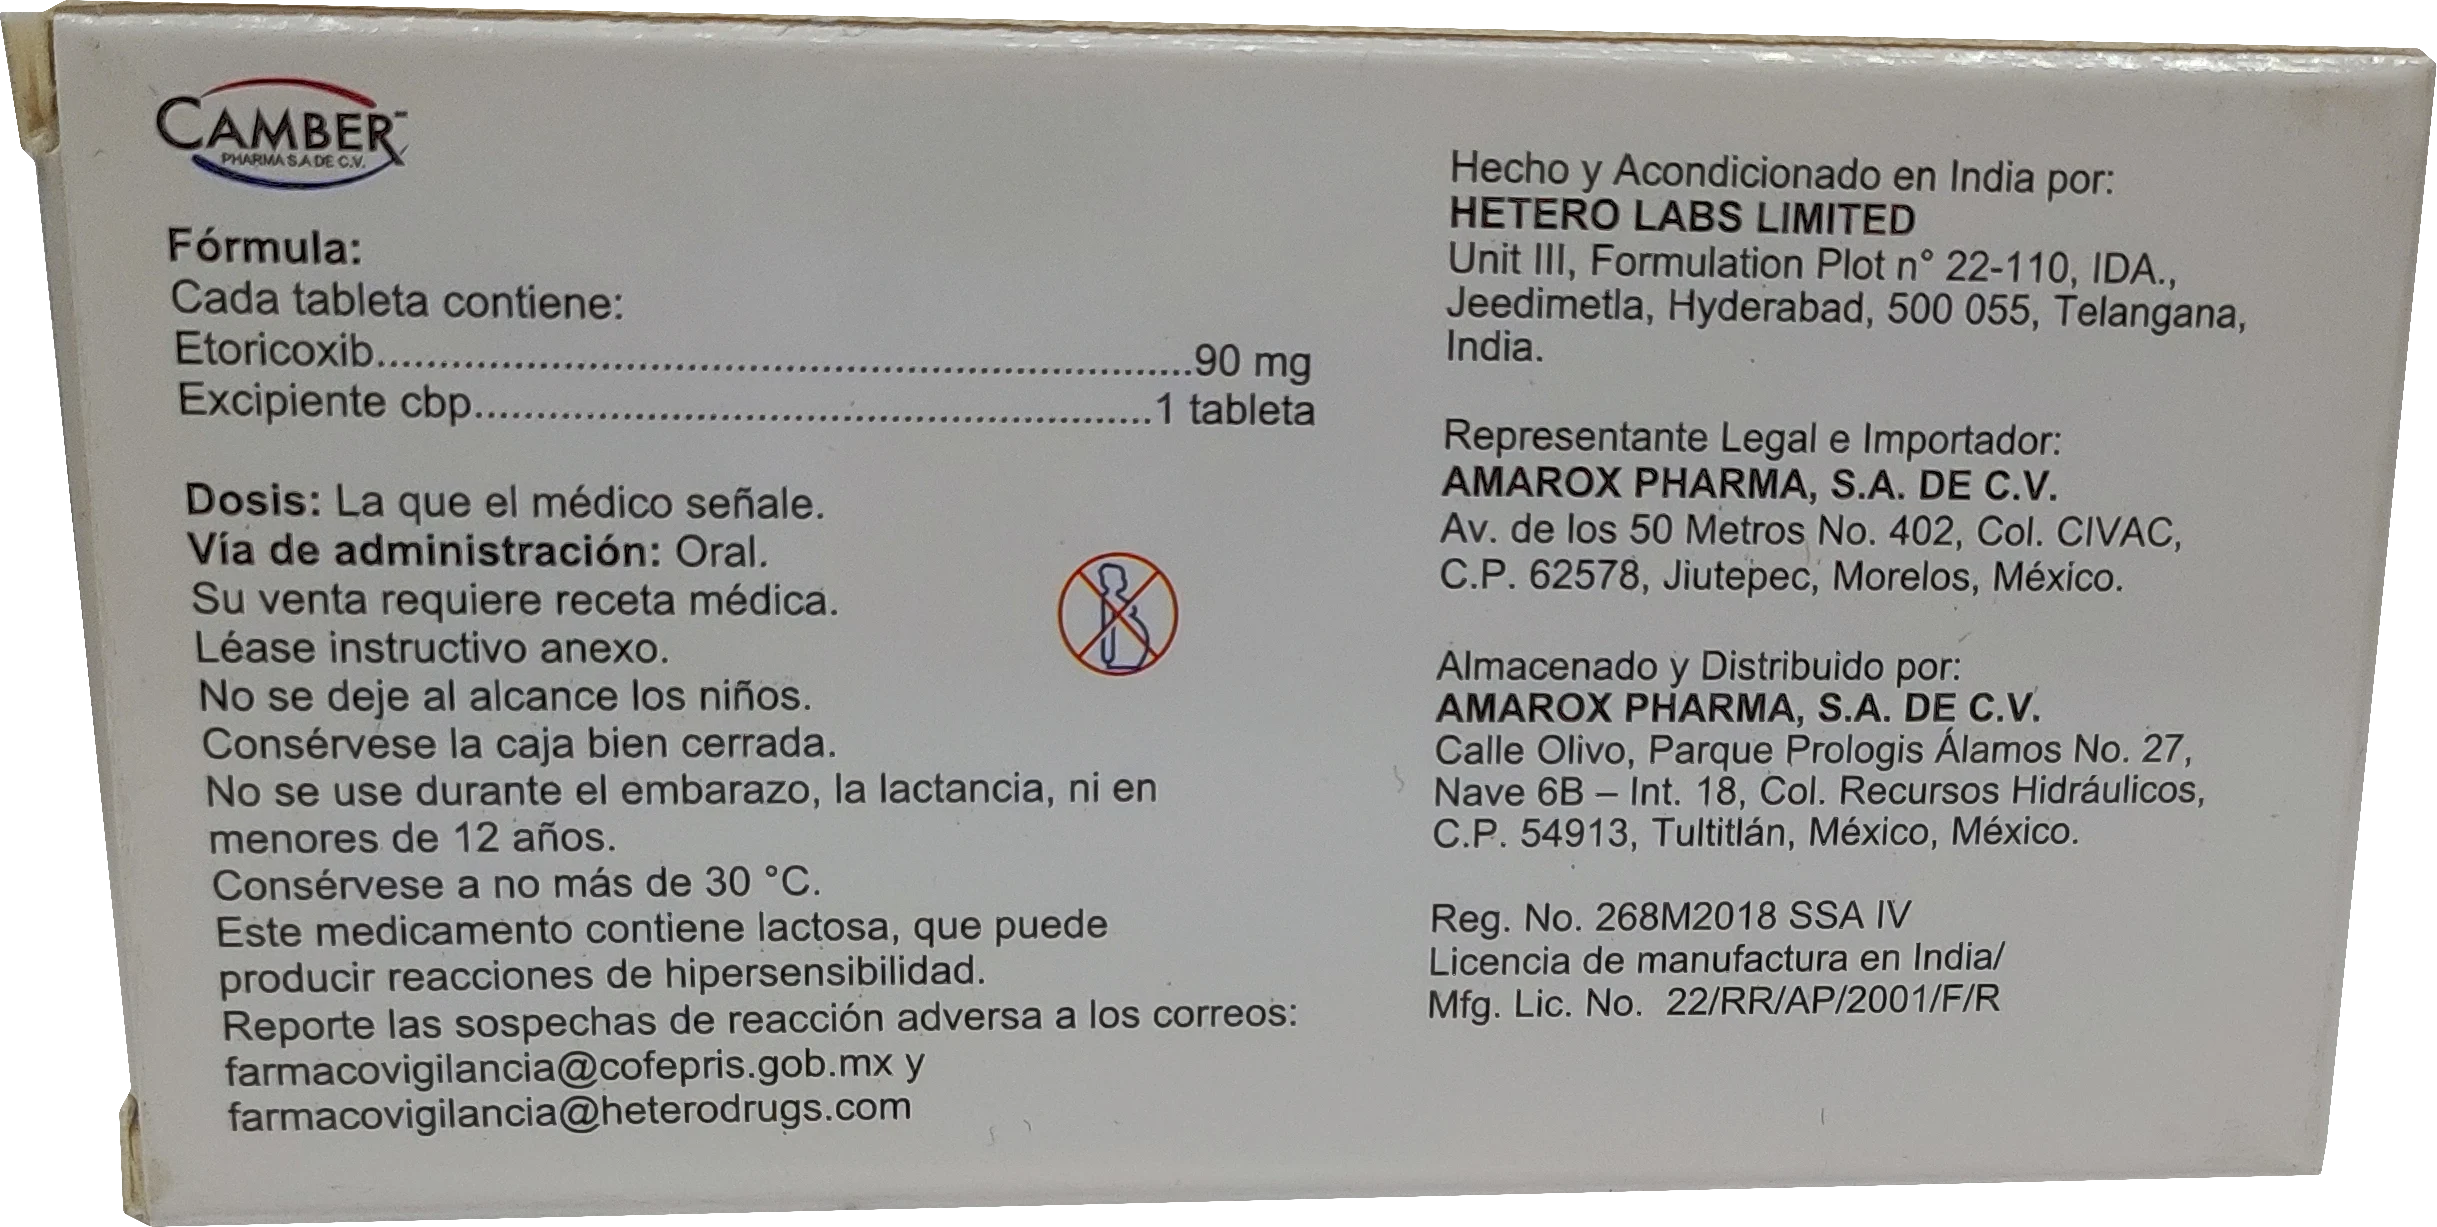 CAMBER™
PHARMA S.A DE C.V.
Fórmula:
Cada tableta contiene:
Etoricoxib..........................................................................90 mg
Excipiente cbp.............................................................1 tableta
Dosis: La que el médico señale.
Vía de administración: Oral.
Su venta requiere receta médica.
Léase instructivo anexo.
No se deje al alcance los niños.
Consérvese la caja bien cerrada.
No se use durante el embarazo, la lactancia, ni en
menores de 12 años.
Consérvese a no más de 30 °C.
Este medicamento contiene lactosa, que puede
producir reacciones de hipersensibilidad.
Reporte las sospechas de reacción adversa a los correos:
farmacovigilancia@cofepris.gob.mx y
farmacovigilancia@heterodrugs.com
Hecho y Acondicionado en India por:
HETERO LABS LIMITED
Unit III, Formulation Plot n° 22-110, IDA.,
Jeedimetla, Hyderabad, 500 055, Telangana,
India.
Representante Legal e Importador:
AMAROX PHARMA, S.A. DE C.V.
Av. de los 50 Metros No. 402, Col. CIVAC,
C.P. 62578, Jiutepec, Morelos, México.
Almacenado y Distribuido por:
AMAROX PHARMA, S.A. DE C.V.
Calle Olivo, Parque Prologis Álamos No. 27,
Nave 6B – Int. 18, Col. Recursos Hidráulicos,
C.P. 54913, Tultitlán, México, México.
Reg. No. 268M2018 SSA IV
Licencia de manufactura en India/
Mfg. Lic. No. 22/RR/AP/2001/F/R